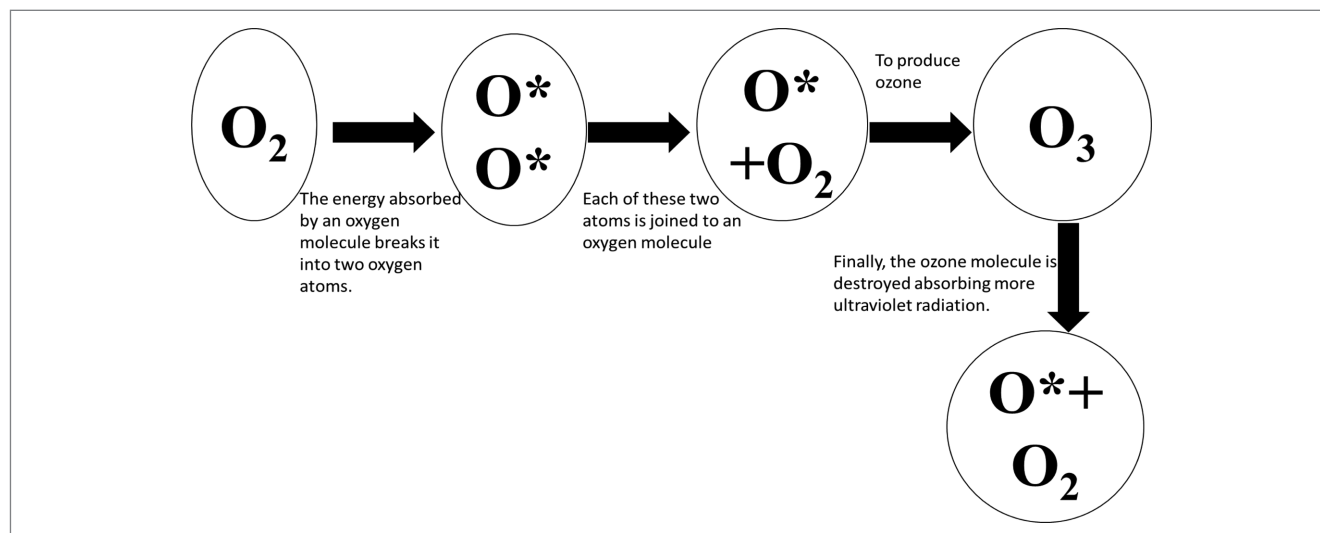 O₂
The energy absorbed
by an oxygen
molecule breaks it
into two oxygen
atoms.
O*
O*
Each of these two
atoms is joined to an
oxygen molecule
O*
+O₂
To produce
ozone
O₃
Finally, the ozone molecule is
destroyed absorbing more
ultraviolet radiation.
O*+
O₂